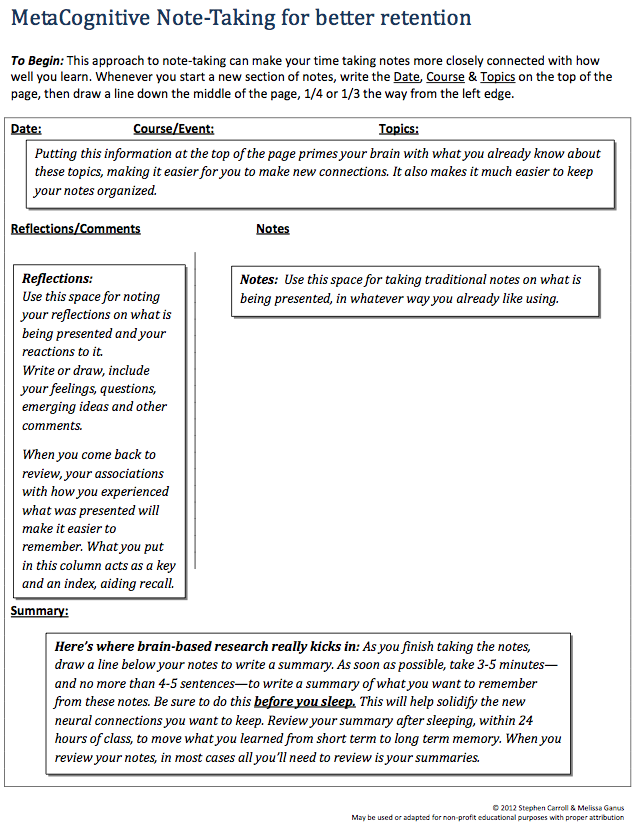 MetaCognitive Note-Taking for better retention
To Begin: This approach to note-taking can make your time taking notes more closely connected with how
well you learn. Whenever you start a new section of notes, write the Date, Course & Topics on the top of the
page, then draw a line down the middle of the page, 1/4 or 1/3 the way from the left edge.
Date: Course/Event: Topics:
Putting this information at the top of the page primes your brain with what you already know about
these topics, making it easier for you to make new connections. It also makes it much easier to keep
your notes organized.
Reflections/Comments Notes
Reflections:
Use this space for noting
your reflections on what is
being presented and your
reactions to it.
Write or draw, include
your feelings, questions,
emerging ideas and other
comments.
When you come back to
review, your associations
with how you experienced
what was presented will
make it easier to
remember. What you put
in this column acts as a key
and an index, aiding recall.
Notes: Use this space for taking traditional notes on what is
being presented, in whatever way you already like using.
Summary:
Here's where brain-based research really kicks in: As you finish taking the notes,
draw a line below your notes to write a summary. As soon as possible, take 3-5 minutes—
and no more than 4-5 sentences—to write a summary of what you want to remember
from these notes. Be sure to do this before you sleep. This will help solidify the new
neural connections you want to keep. Review your summary after sleeping, within 24
hours of class, to move what you learned from short term to long term memory. When you
review your notes, in most cases all you'll need to review is your summaries.
© 2012 Stephen Carroll & Melissa Ganus
May be used or adapted for non-profit educational purposes with proper attribution